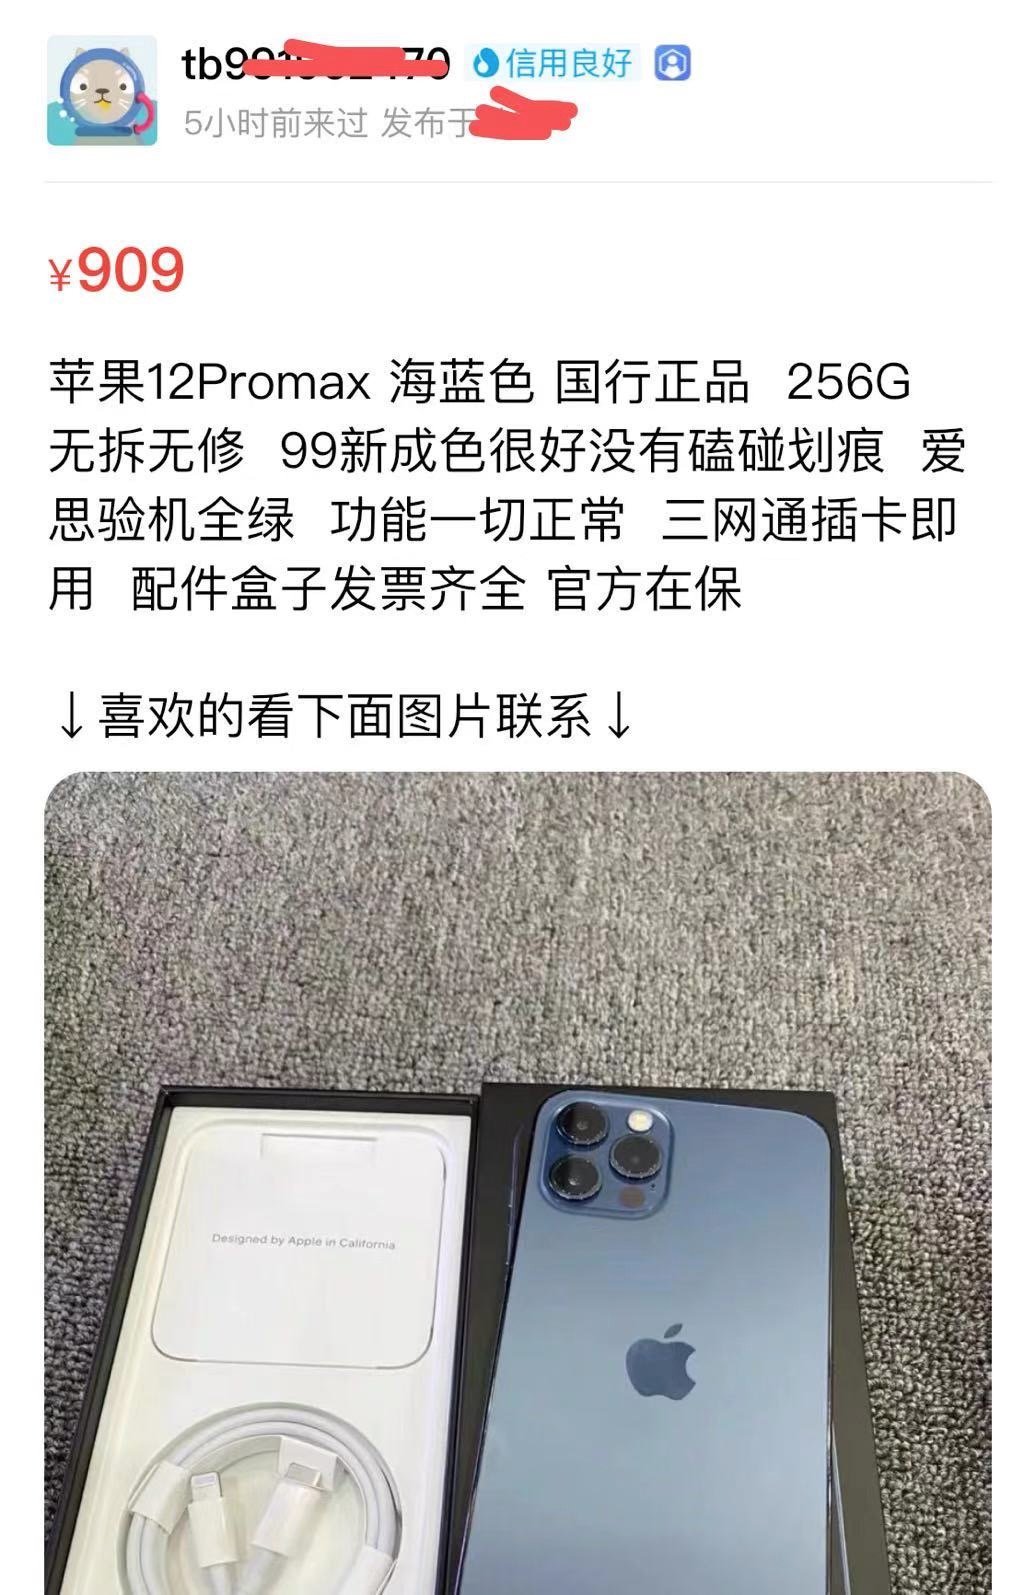 信用良好
5小时前来过 发布于
¥909
苹果12Promax 海蓝色 国行正品 256G
无拆无修 99新成色很好没有磕碰划痕 爱
思验机全绿 功能一切正常 三网通插卡即
用 配件盒子发票齐全 官方在保
↓喜欢的看下面图片联系↓
Designed by Apple in California